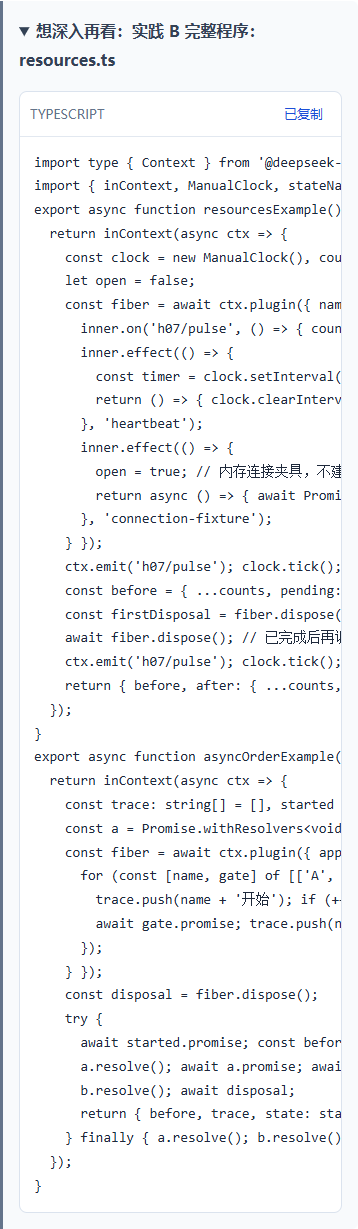 ▼ 想深入再看：实践 B 完整程序：
resources.ts
TYPESCRIPT
已复制
import type { Context } from '@deepseek-
import { inContext, ManualClock, stateNa
export async function resourcesExample()
  return inContext(async ctx => {
    const clock = new ManualClock(), cou
    let open = false;
    const fiber = await ctx.plugin({ nam
      inner.on('h07/pulse', () => { coun
      inner.effect(() => {
        const timer = clock.setInterval(
        return () => { clock.clearInterv
      }, 'heartbeat');
      inner.effect(() => {
        open = true; // 内存连接夹具，不建
        return async () => { await Promi
      }, 'connection-fixture');
    } });
    ctx.emit('h07/pulse'); clock.tick();
    const before = { ...counts, pending:
    const firstDisposal = fiber.dispose(
    await fiber.dispose(); // 已完成后再
    ctx.emit('h07/pulse'); clock.tick();
    return { before, after: { ...counts,
  });
}
export async function asyncOrderExample(
  return inContext(async ctx => {
    const trace: string[] = [], started
    const a = Promise.withResolvers<void
    const fiber = await ctx.plugin({ app
      for (const [name, gate] of [['A',
        trace.push(name + '开始'); if (+
        await gate.promise; trace.push(n
      });
    } });
    const disposal = fiber.dispose();
    try {
      await started.promise; const befor
      a.resolve(); await a.promise; awai
      b.resolve(); await disposal;
      return { before, trace, state: sta
    } finally { a.resolve(); b.resolve()
  });
}